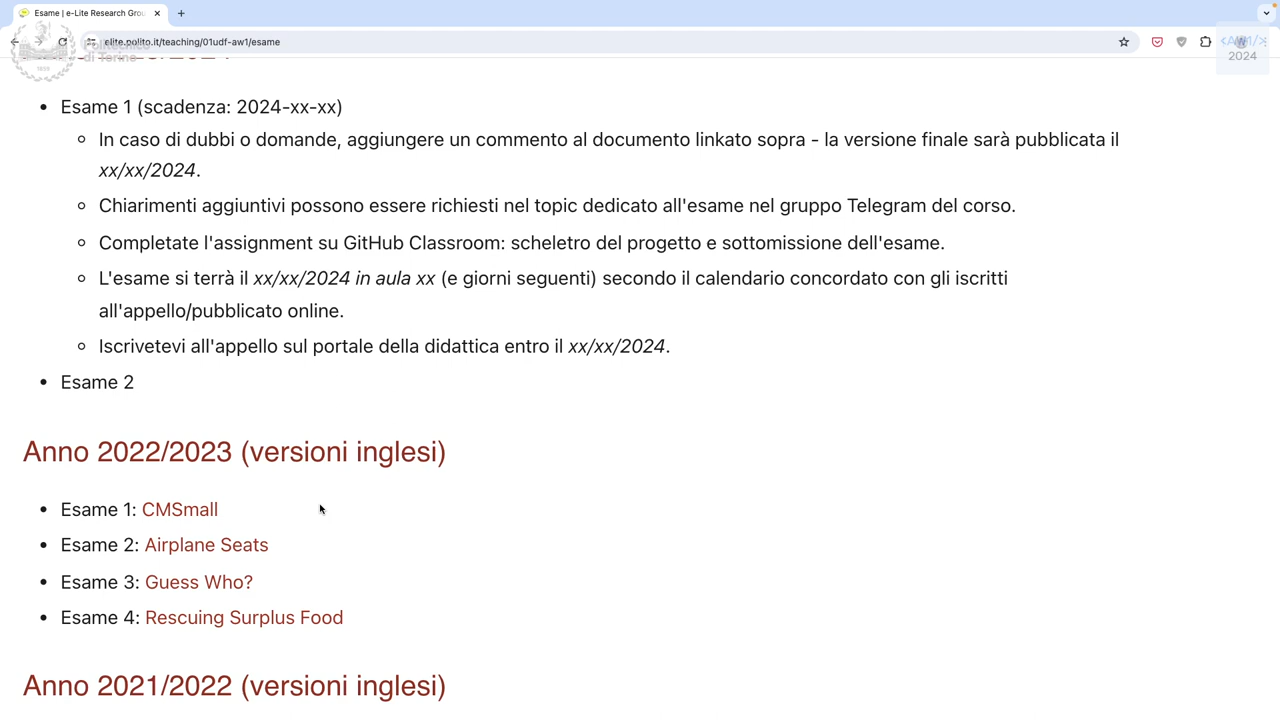 Esame | e-Lite Research Grou
elite.polito.it/teaching/01udf-aw1/esame
Politecnico
di Torino
1859
<AW1/>
2024
Esame 1 (scadenza: 2024-xx-xx)
In caso di dubbi o domande, aggiungere un commento al documento linkato sopra - la versione finale sarà pubblicata il
xx/xx/2024.
Chiarimenti aggiuntivi possono essere richiesti nel topic dedicato all'esame nel gruppo Telegram del corso.
Completate l'assignment su GitHub Classroom: scheletro del progetto e sottomissione dell'esame.
L'esame si terrà il xx/xx/2024 in aula xx (e giorni seguenti) secondo il calendario concordato con gli iscritti
all'appello/pubblicato online.
Iscrivetevi all'appello sul portale della didattica entro il xx/xx/2024.
Esame 2
Anno 2022/2023 (versioni inglesi)
Esame 1: CMSmall
Esame 2: Airplane Seats
Esame 3: Guess Who?
Esame 4: Rescuing Surplus Food
Anno 2021/2022 (versioni inglesi)